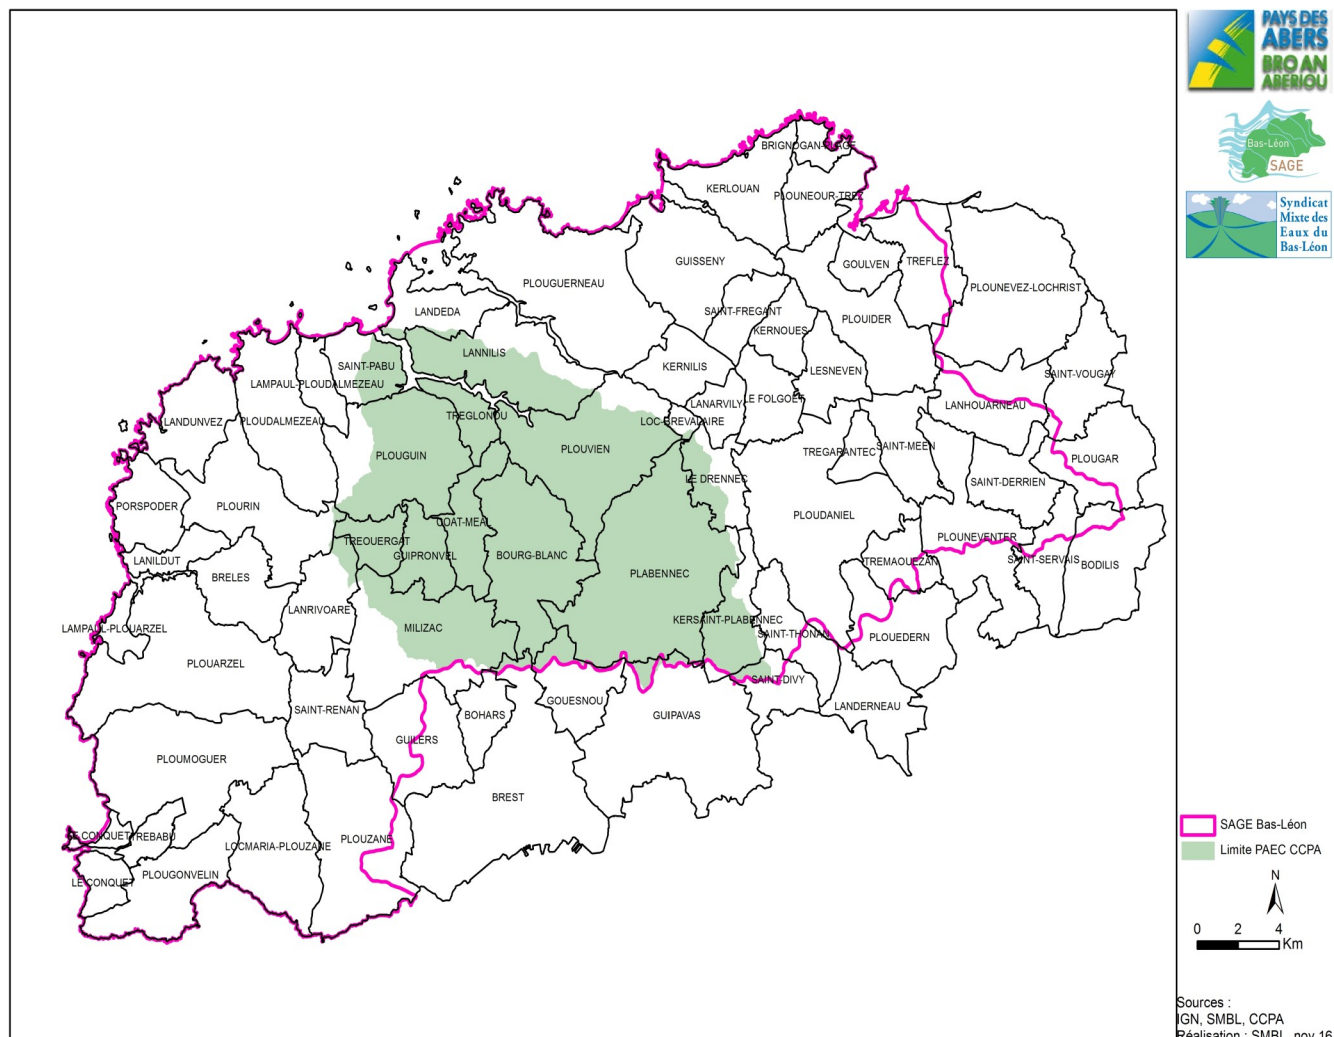 PAYS DES
ABERS
BRO AN
ABERIOU
Bas-Léon
SAGE
Syndicat
Mixte des
Eaux du
Bas-Léon
BRIGNOGAN-PLAGE
KERLOUAN
PLOUNEOUR-TREZ
GUISSENY
GOULVEN
TREFLEZ
PLOUGUERNEAU
PLOUNEVEZ-LOCHRIST
LANDEDA
SAINT-FREGANT
PLOUIDER
KERNOUES
LANNILIS
SAINT-PABU
KERNILIS
LESNEVEN
SAINT-VOUGAY
LAMPAUL-PLOUDALMEZEAU
LE FOLGOET
LANARVILY
LANHOUARNEAU
TREGLONOU
LANDUNVEZ
PLOUDALMEZEAU
LOC-BREVALAIRE
PLOUVIEN
TREGARANTEC
SAINT-MEEN
PLOUGUIN
PLOUGAR
LE DRENNEC
SAINT-DERRIEN
PORSPODER
PLOURIN
PLOUDANIEL
COAT-MEAL
PLOUNEVENTER
TREOUERGAT
GUIPRONVEL
BOURG-BLANC
LANILDUT
TREMAOUEZAN
SAINT-SERVAIS
BODILIS
PLABENNEC
BRELES
LANRIVOARE
KERSAINT-PLABENNEC
LAMPAUL-PLOUARZEL
MILIZAC
SAINT-THONAN
PLOUEDERN
PLOUARZEL
SAINT-DIVY
GOUESNOU
LANDERNEAU
SAINT-RENAN
BOHARS
GUIPAVAS
GUILERS
PLOUMOGUER
BREST
LE CONQUET
TREBABU
PLOUZANE
LOCMARIA-PLOUZANE
PLOUGONVELIN
LE CONQUET
SAGE Bas-Léon
Limite PAEC CCPA
N
0 2 4
Km
Sources :
IGN, SMBL, CCPA
Réalisation : SMBL, nov 16